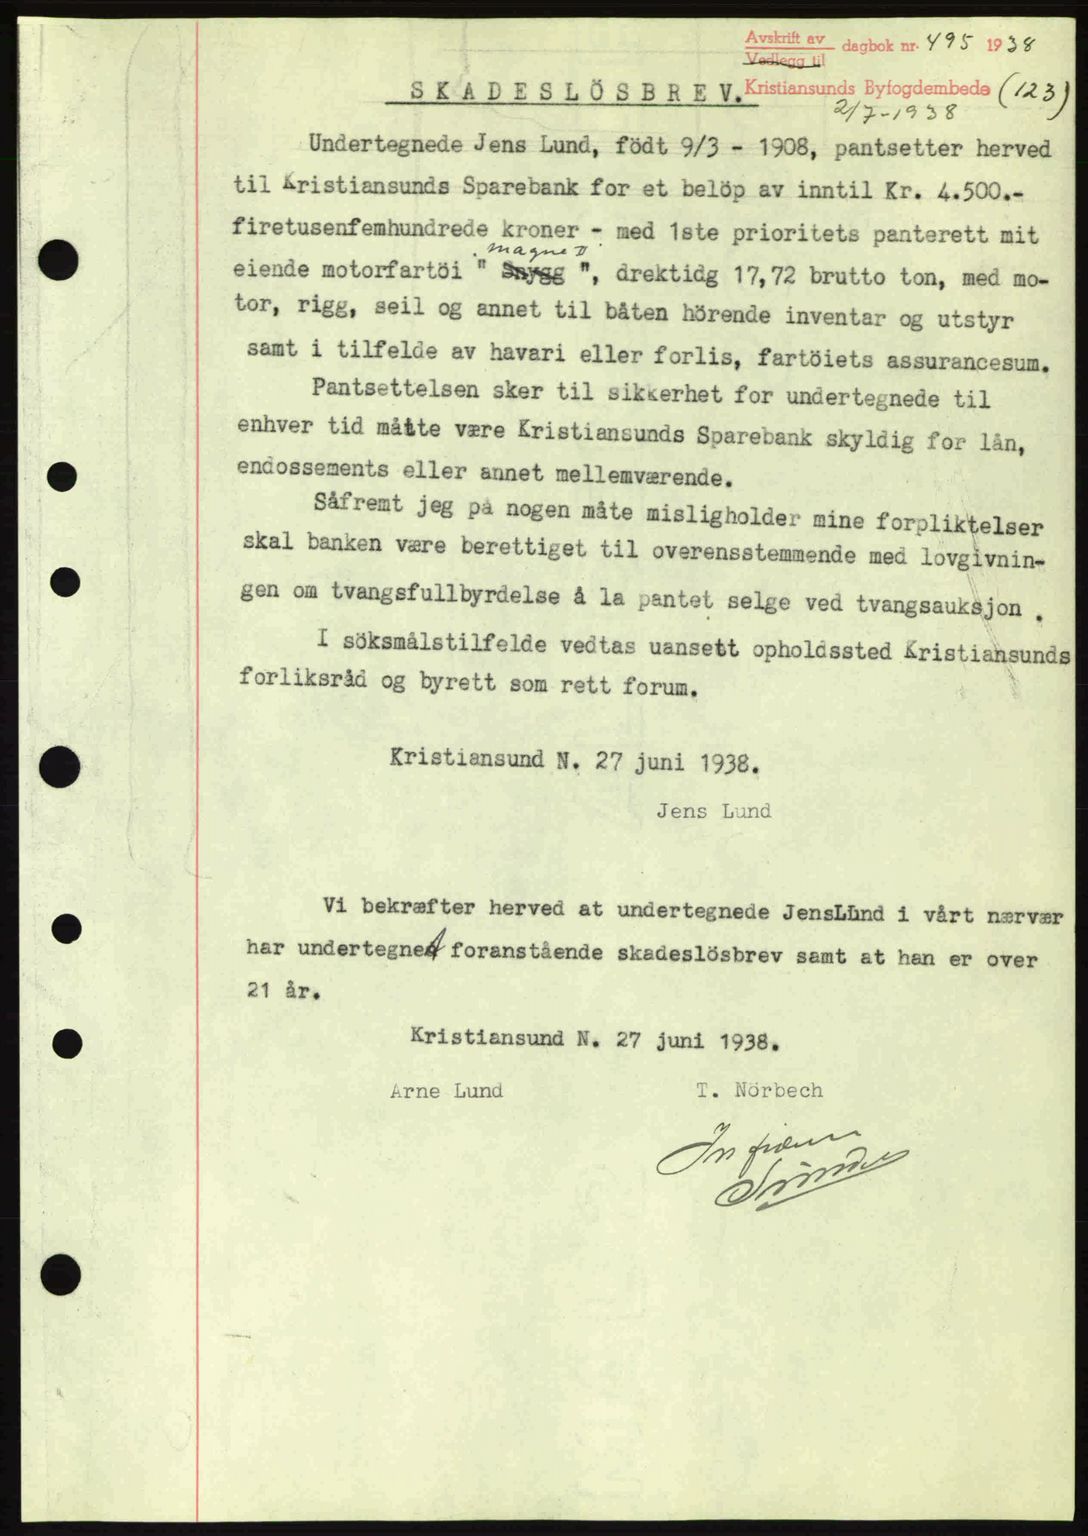 Avskrift av
Vedlegg til
dagbok nr. 495 1938
Kristiansunds Byfogdembede (123)
2/7-1938
SKADESLÖSBREV.
Undertegnede Jens Lund, födt 9/3 - 1908, pantsetter herved
til Kristiansunds Sparebank for et belöp av inntil Kr. 4.500.-
firetusenfemhundrede kroner - med 1ste prioritets panterett mit
magne II
eiende motorfartöi " Snygg ", drektidg 17,72 brutto ton, med mo-
tor, rigg, seil og annet til båten hörende inventar og utstyr
samt i tilfelde av havari eller forlis, fartöiets assurancesum.
Pantsettelsen sker til sikkerhet for undertegnede til
enhver tid måtte være Kristiansunds Sparebank skyldig for lån,
endossements eller annet mellemværende.
Såfremt jeg på nogen måte misligholder mine forpliktelser
skal banken være berettiget til overensstemmende med lovgivnin-
gen om tvangsfullbyrdelse å la pantet selge ved tvangsauksjon .
I söksmålstilfelde vedtas uansett opholdssted Kristiansunds
forliksråd og byrett som rett forum.
Kristiansund N. 27 juni 1938.
Jens Lund
Vi bekræfter herved at undertegnede JensLUnd i vårt nærvær
har undertegned foranstående skadeslösbrev samt at han er over
21 år.
Kristiansund N. 27 juni 1938.
Arne Lund T. Nörbech